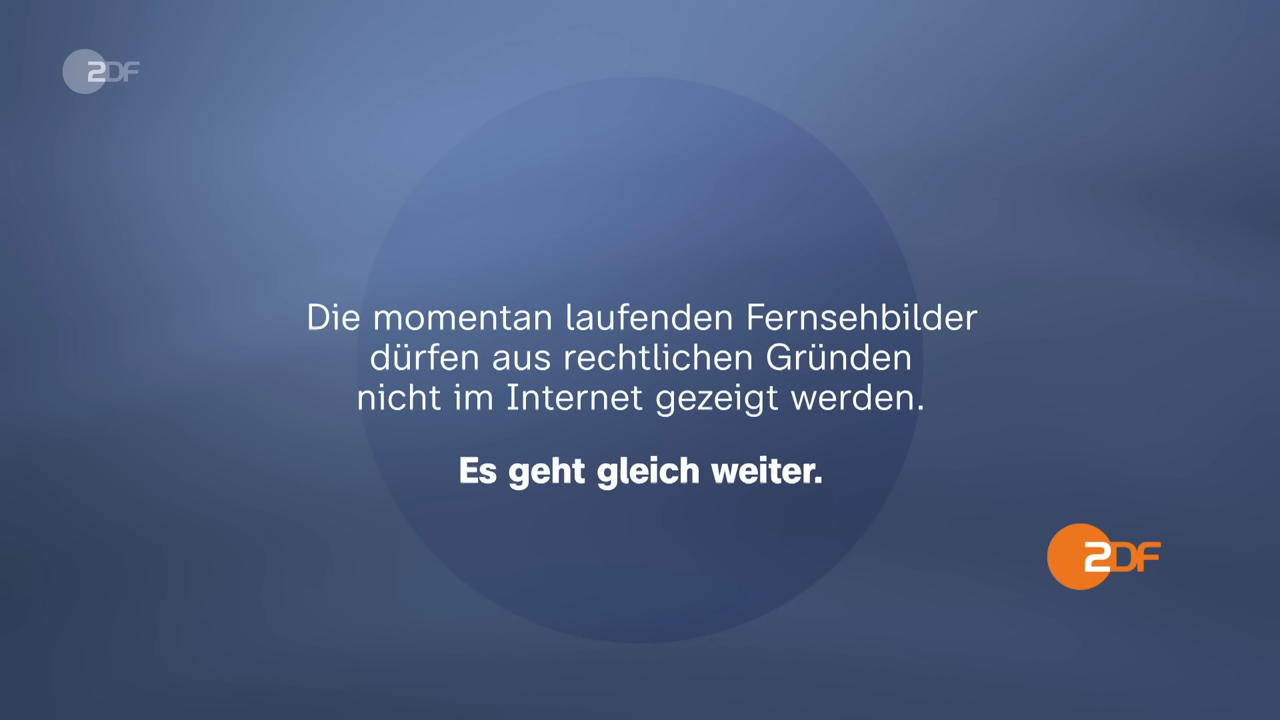 ZDF
Die momentan laufenden Fernsehbilder
dürfen aus rechtlichen Gründen
nicht im Internet gezeigt werden.
Es geht gleich weiter.
ZDF